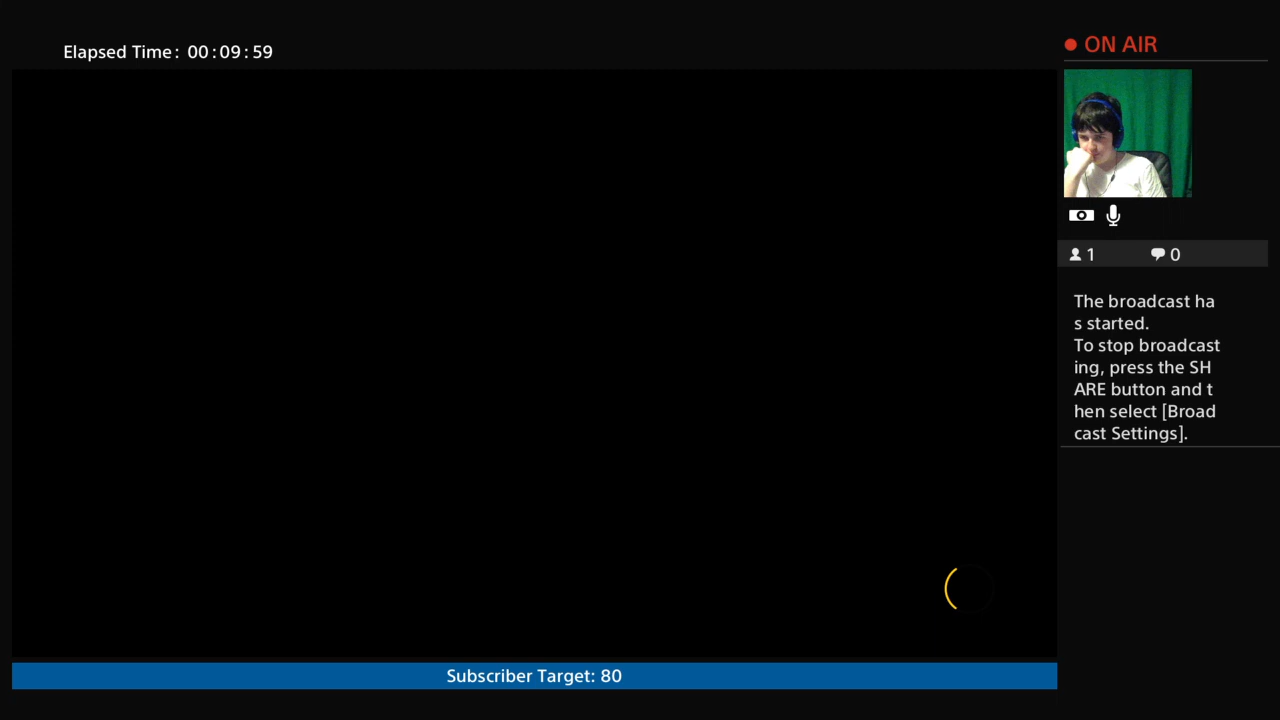 Elapsed Time: 00:09:59
ON AIR
1 0
The broadcast ha
s started.
To stop broadcast
ing, press the SH
ARE button and t
hen select [Broad
cast Settings].
Subscriber Target: 80